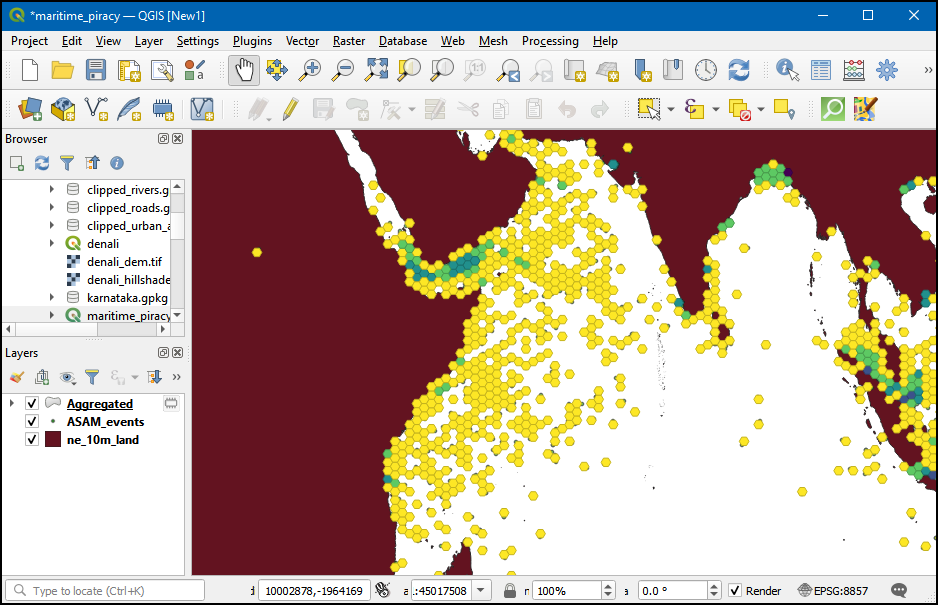 *maritime_piracy — QGIS [New1]
Project Edit View Layer Settings Plugins Vector Raster Database Web Mesh Processing Help
Browser
clipped_rivers.g
clipped_roads.g
clipped_urban_a
denali
denali_dem.tif
denali_hillshade
karnataka.gpkg
maritime_piracy
Layers
Aggregated
ASAM_events
ne_10m_land
Type to locate (Ctrl+K) 10002878,-1964169 a .:45017508 100% a 0.0 ° Render EPSG:8857